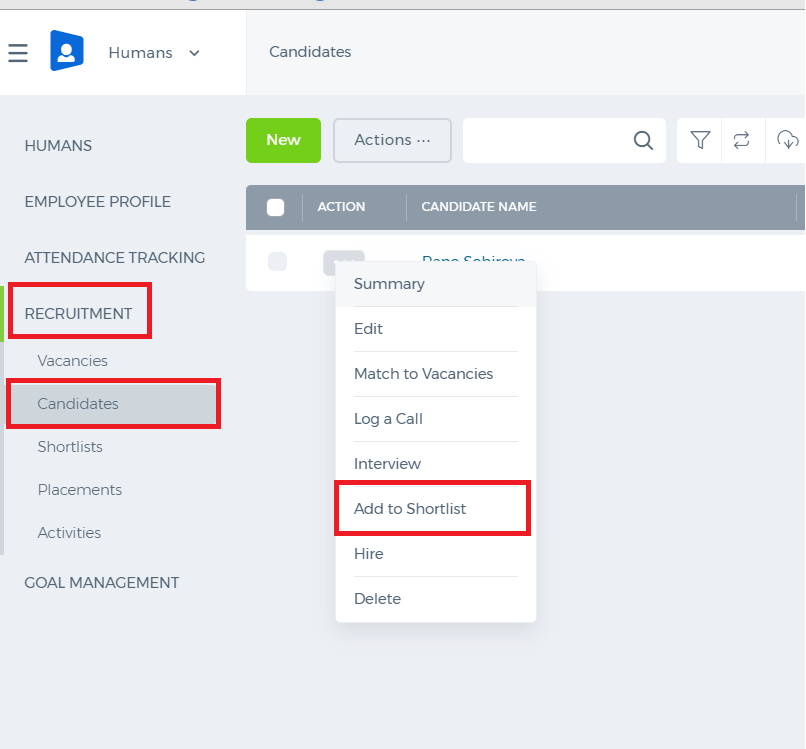 Humans
Candidates
HUMANS
EMPLOYEE PROFILE
ATTENDANCE TRACKING
RECRUITMENT
Vacancies
Candidates
Shortlists
Placements
Activities
GOAL MANAGEMENT
New
Actions ···
ACTION
CANDIDATE NAME
Summary
Edit
Match to Vacancies
Log a Call
Interview
Add to Shortlist
Hire
Delete